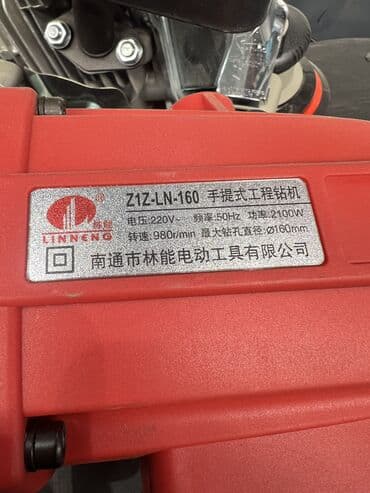 Z1Z-LN-160 手提式工程钻机
电压:220V~ 频率:50Hz 功率:2100W
转速:980r/min 最大钻孔直径:Ø160mm
林能
LINNENG
南通市林能电动工具有限公司